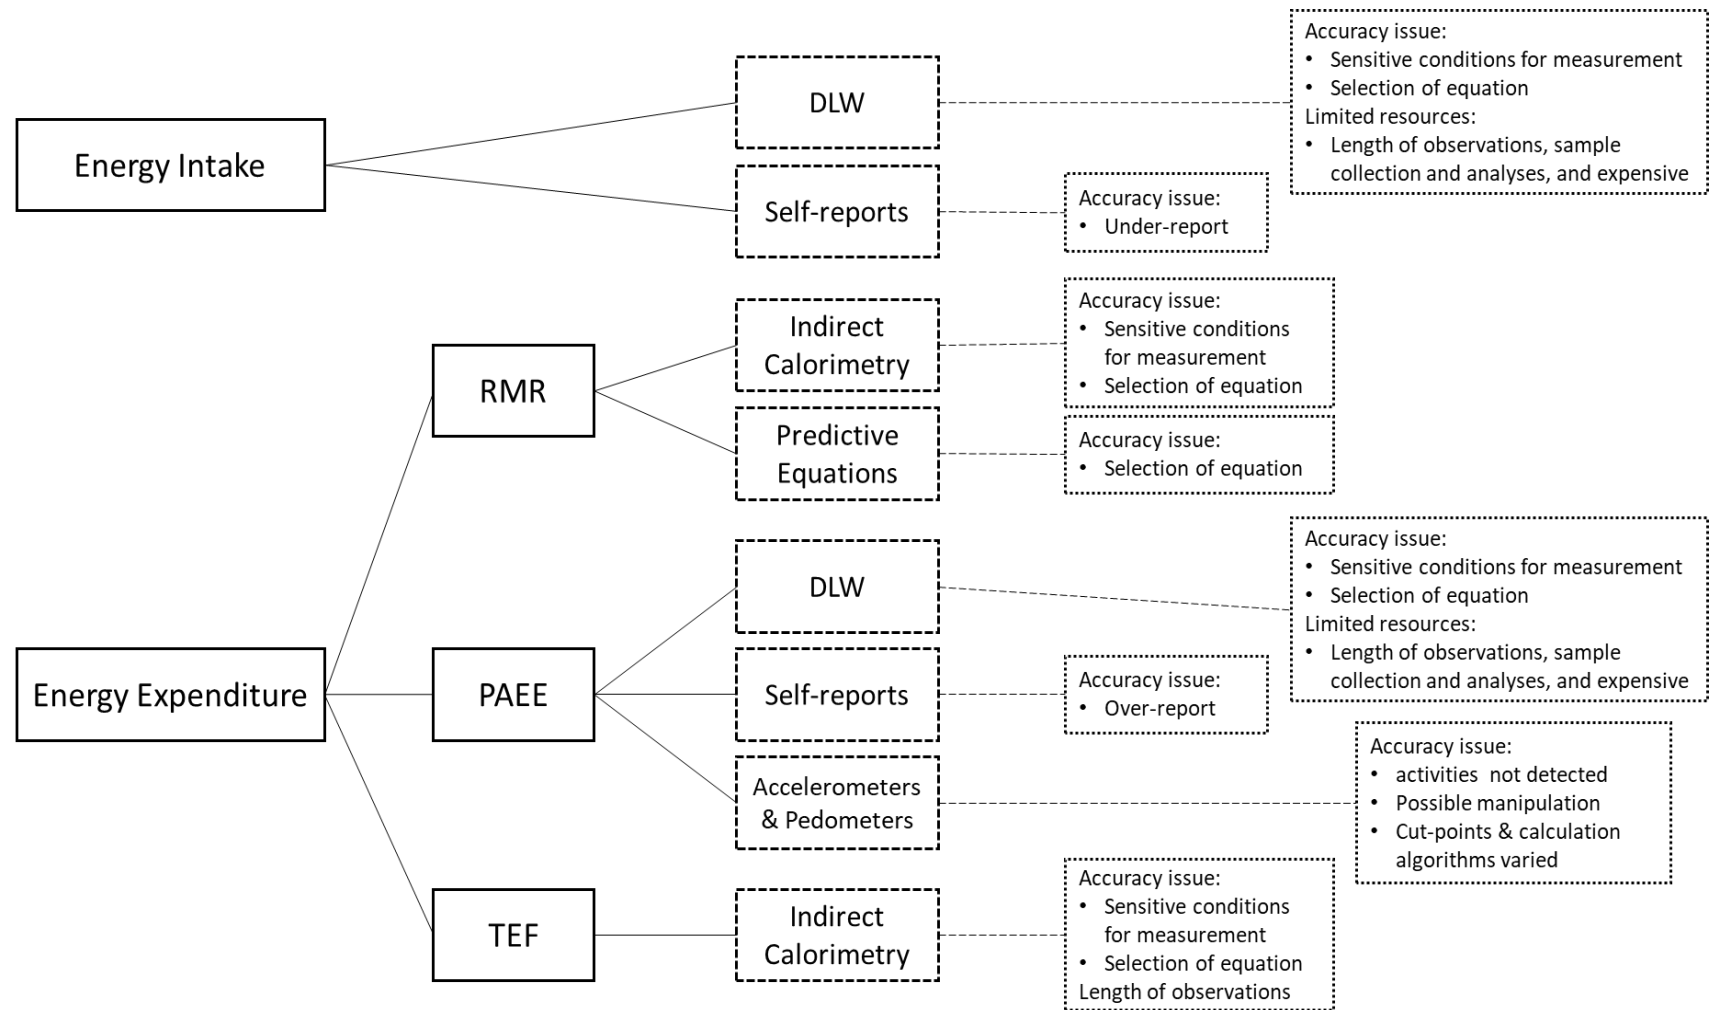 Energy Intake
DLW
Accuracy issue:
• Sensitive conditions for measurement
• Selection of equation
Limited resources:
• Length of observations, sample
collection and analyses, and expensive
Self-reports
Accuracy issue:
• Under-report
Energy Expenditure
RMR
Indirect
Calorimetry
Accuracy issue:
• Sensitive conditions
for measurement
• Selection of equation
Predictive
Equations
Accuracy issue:
• Selection of equation
PAEE
DLW
Accuracy issue:
• Sensitive conditions for measurement
• Selection of equation
Limited resources:
• Length of observations, sample
collection and analyses, and expensive
Self-reports
Accuracy issue:
• Over-report
Accelerometers
& Pedometers
Accuracy issue:
• activities not detected
• Possible manipulation
• Cut-points & calculation
algorithms varied
TEF
Indirect
Calorimetry
Accuracy issue:
• Sensitive conditions
for measurement
• Selection of equation
Length of observations